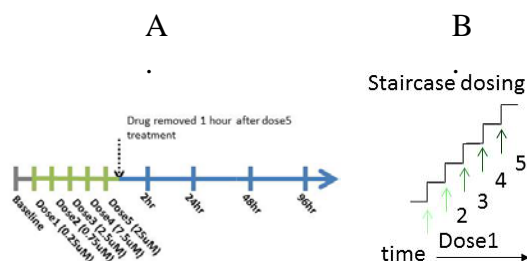 A
.
B
.
Drug removed 1 hour after dose5
treatment
Baseline
Dose1 (0.25uM)
Dose2 (0.75uM)
Dose3 (2.5uM)
Dose4 (7.5uM)
Dose5 (25uM)
2hr
24hr
48hr
96hr
Staircase dosing
5
4
3
2
Dose1
time